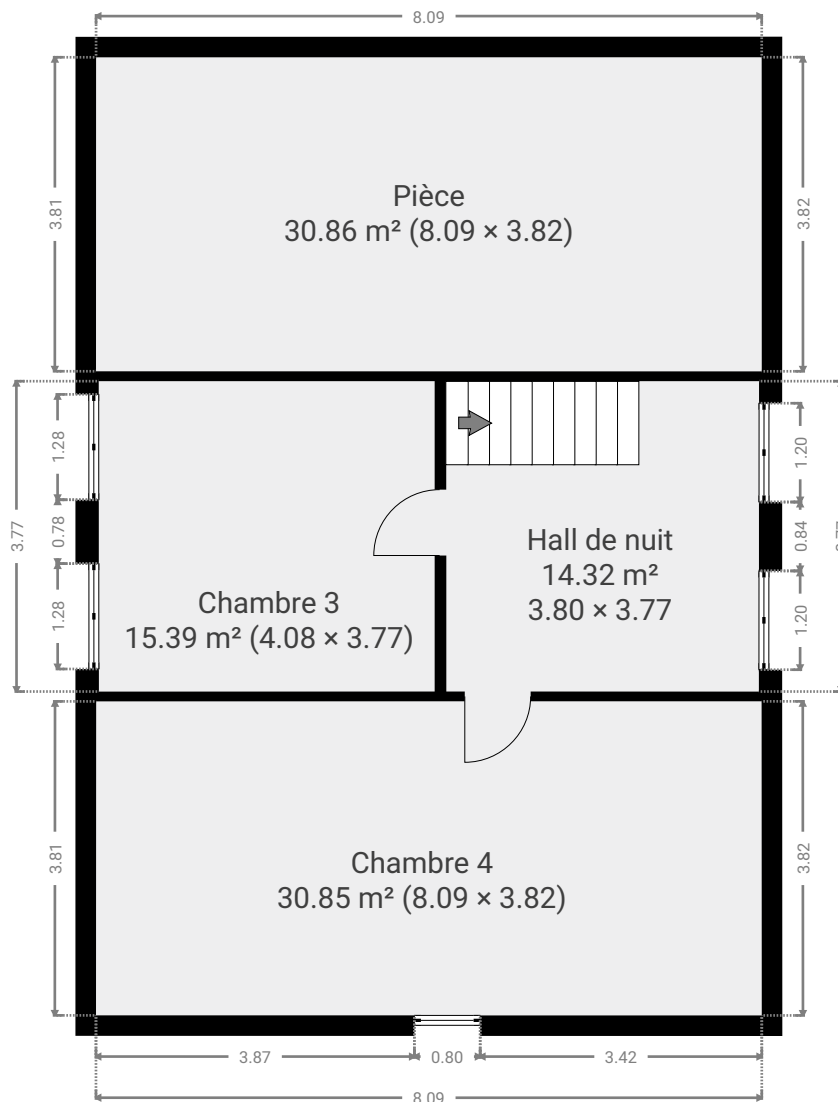 8.09
3.81
Pièce
30.86 m² (8.09 × 3.82)
3.82
3.77
1.28
0.78
1.28
Chambre 3
15.39 m² (4.08 × 3.77)
Hall de nuit
14.32 m²
3.80 × 3.77
1.20
0.84
1.20
3.81
Chambre 4
30.85 m² (8.09 × 3.82)
3.82
3.87
0.80
3.42
8.09